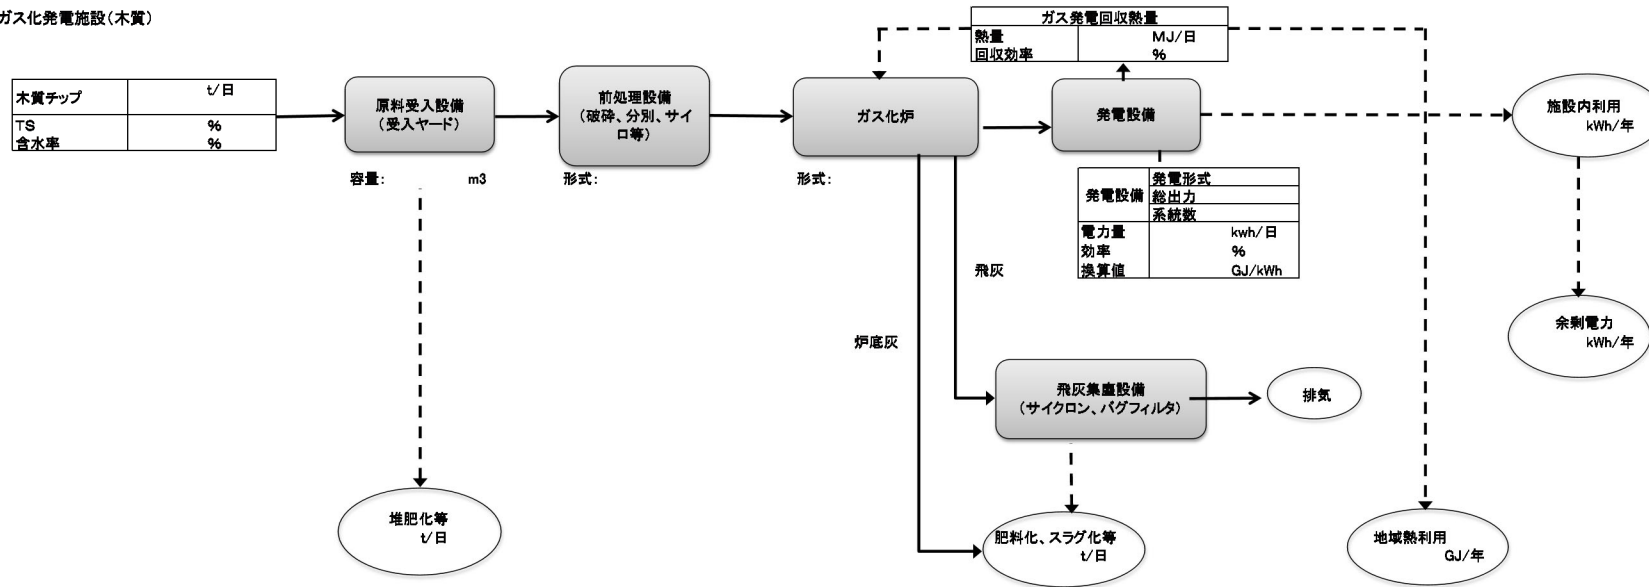 ガス化発電施設(木質)
ガス発電回収熱量
熱量 MJ/日
回収効率 %
木質チップ t/日
TS %
含水率 %
原料受入設備
(受入ヤード)
容量: m3
前処理設備
(破砕、分別、サイ
ロ等)
形式:
ガス化炉
形式:
発電設備
施設内利用
kWh/年
発電設備
発電形式
総出力
系統数
電力量 kwh/日
効率 %
換算値 GJ/kWh
飛灰
炉底灰
余剰電力
kWh/年
飛灰集塵設備
(サイクロン、バグフィルタ)
排気
堆肥化等
t/日
肥料化、スラグ化等
t/日
地域熱利用
GJ/年